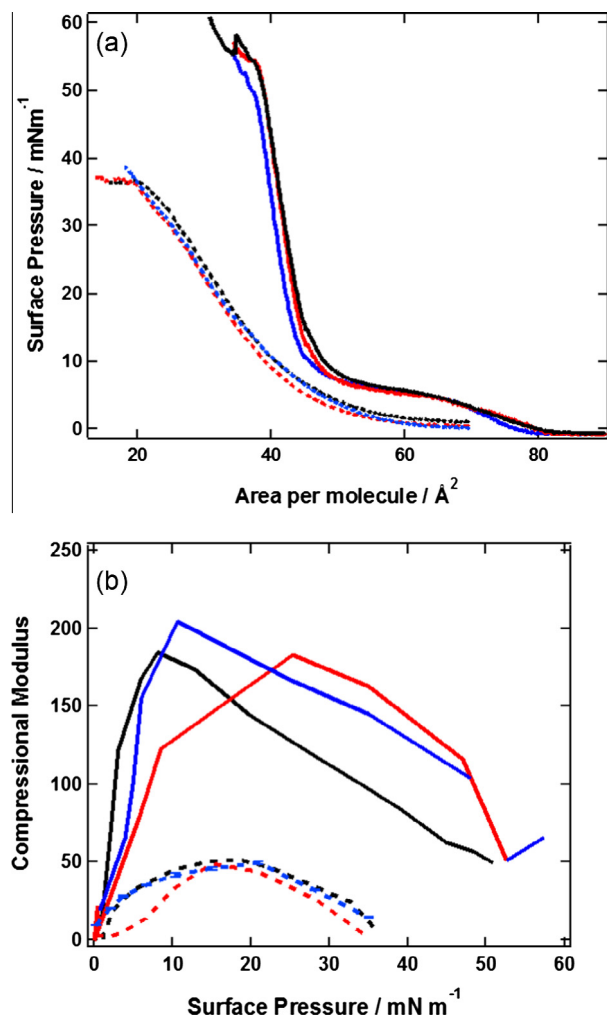 (a)
60
50
40
30
20
10
0
Surface Pressure / mNm-1
20 40 60 80
Area per molecule / Å2
(b)
250
200
150
100
50
0
Compressional Modulus
0 10 20 30 40 50 60
Surface Pressure / mN m-1